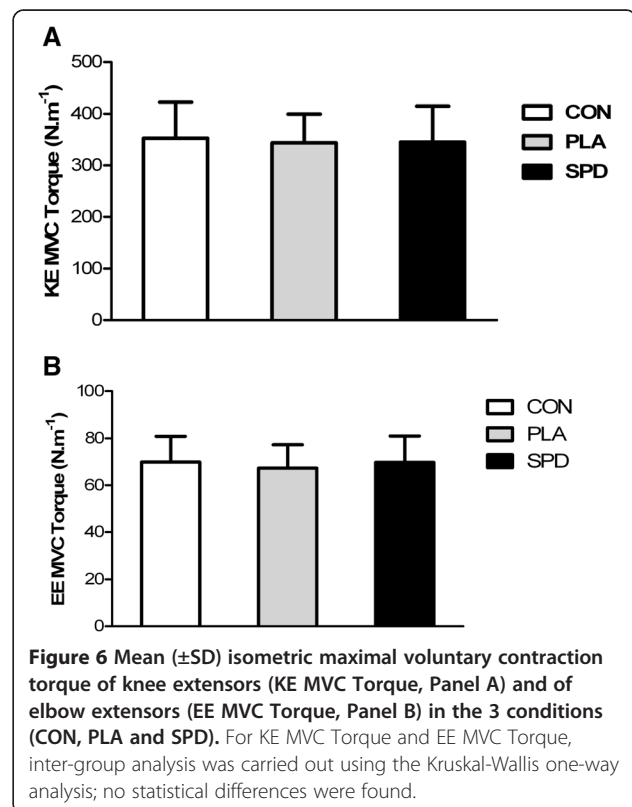 A
500
400
300
200
100
0
KE MVC Torque (N.m-1)
CON
PLA
SPD
B
100
80
60
40
20
0
EE MVC Torque (N.m-1)
CON
PLA
SPD
Figure 6 Mean (±SD) isometric maximal voluntary contraction
torque of knee extensors (KE MVC Torque, Panel A) and of
elbow extensors (EE MVC Torque, Panel B) in the 3 conditions
(CON, PLA and SPD). For KE MVC Torque and EE MVC Torque,
inter-group analysis was carried out using the Kruskal-Wallis one-way
analysis; no statistical differences were found.